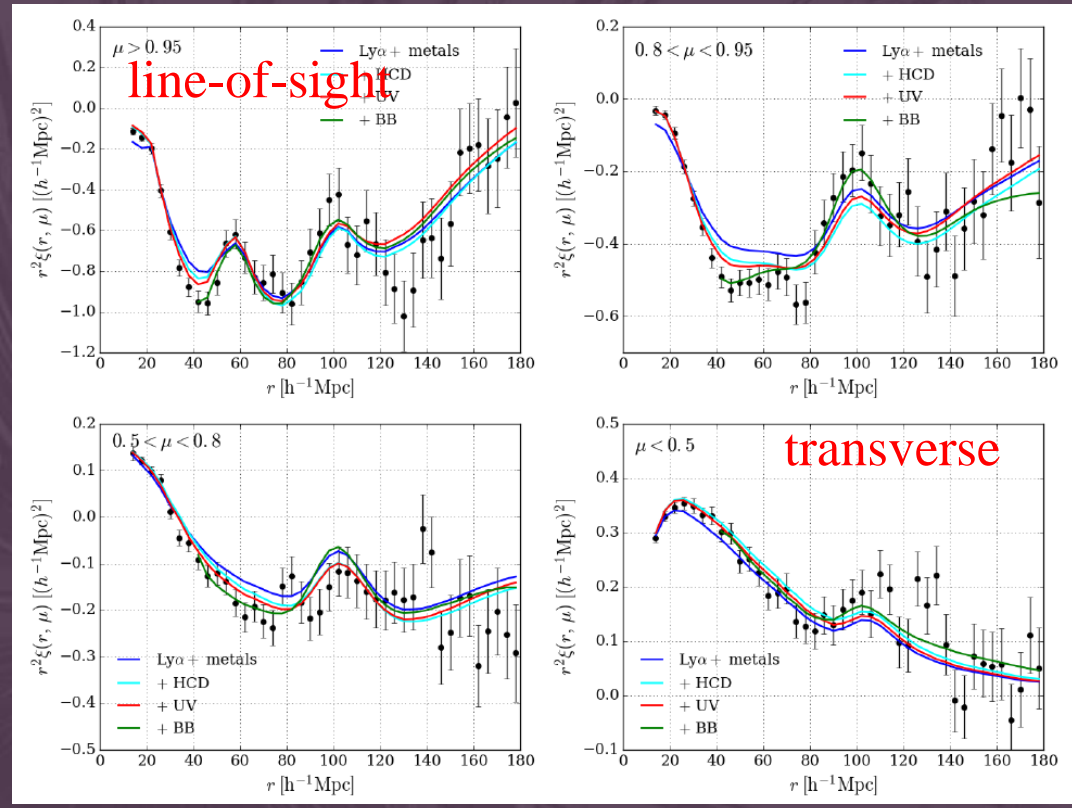 μ > 0.95
line-of-sight
Lyα+ metals
+ HCD
+ UV
+ BB
0.4
0.2
0.0
−0.2
−0.4
−0.6
−0.8
−1.0
−1.2
r²ξ(r, μ) [(h⁻¹Mpc)²]
0 20 40 60 80 100 120 140 160 180
r [h⁻¹Mpc]
0.8 < μ < 0.95
Lyα+ metals
+ HCD
+ UV
+ BB
0.2
0.0
−0.2
−0.4
−0.6
r²ξ(r, μ) [(h⁻¹Mpc)²]
0 20 40 60 80 100 120 140 160 180
r [h⁻¹Mpc]
0.5 < μ < 0.8
0.2
0.1
0.0
−0.1
−0.2
−0.3
−0.4
−0.5
r²ξ(r, μ) [(h⁻¹Mpc)²]
Lyα+ metals
+ HCD
+ UV
+ BB
0 20 40 60 80 100 120 140 160 180
r [h⁻¹Mpc]
μ < 0.5
transverse
0.5
0.4
0.3
0.2
0.1
0.0
−0.1
r²ξ(r, μ) [(h⁻¹Mpc)²]
Lyα+ metals
+ HCD
+ UV
+ BB
0 20 40 60 80 100 120 140 160 180
r [h⁻¹Mpc]